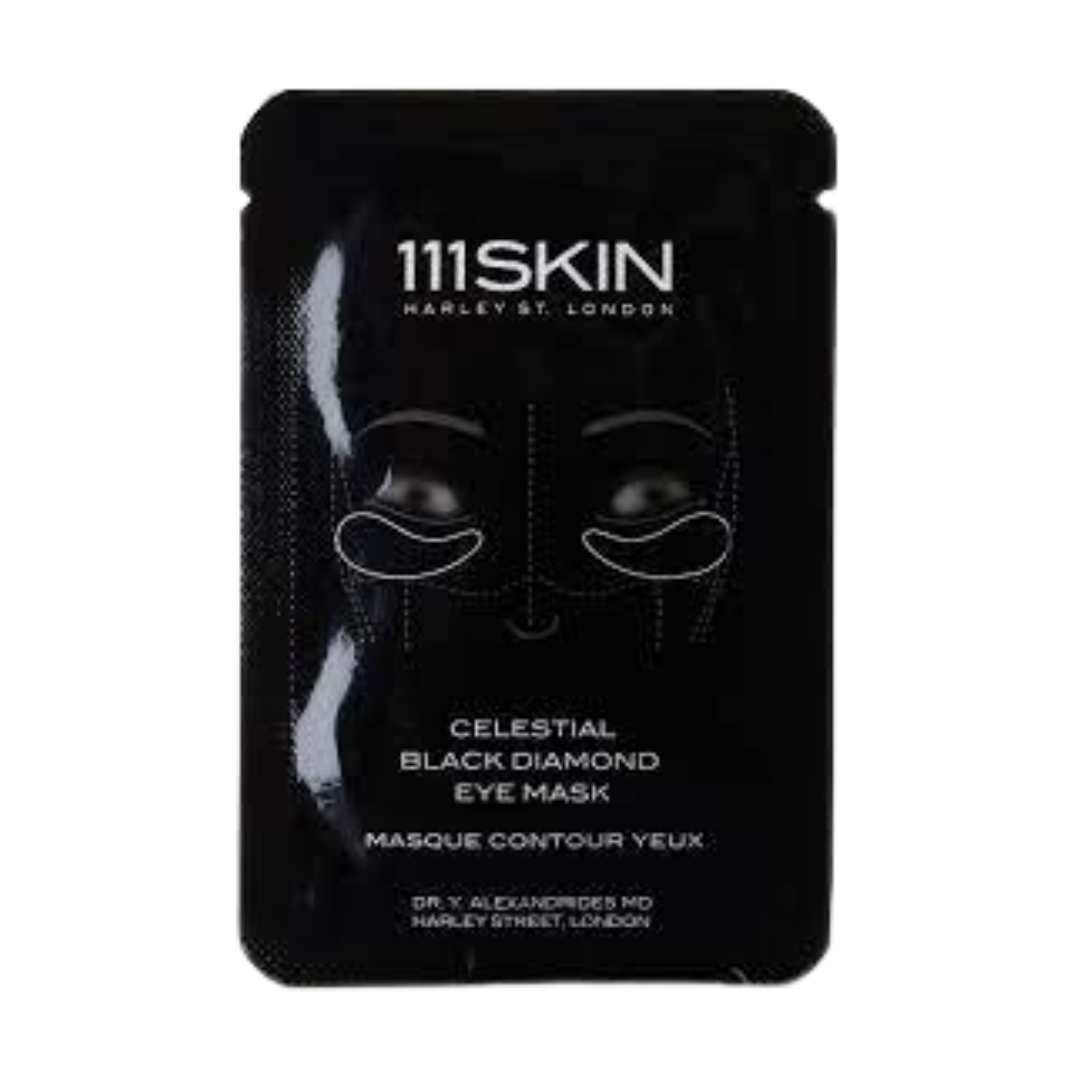 111SKIN
HARLEY ST. LONDON
CELESTIAL
BLACK DIAMOND
EYE MASK
MASQUE CONTOUR YEUX
DR. Y. ALEXANDRIDES MD
HARLEY STREET, LONDON